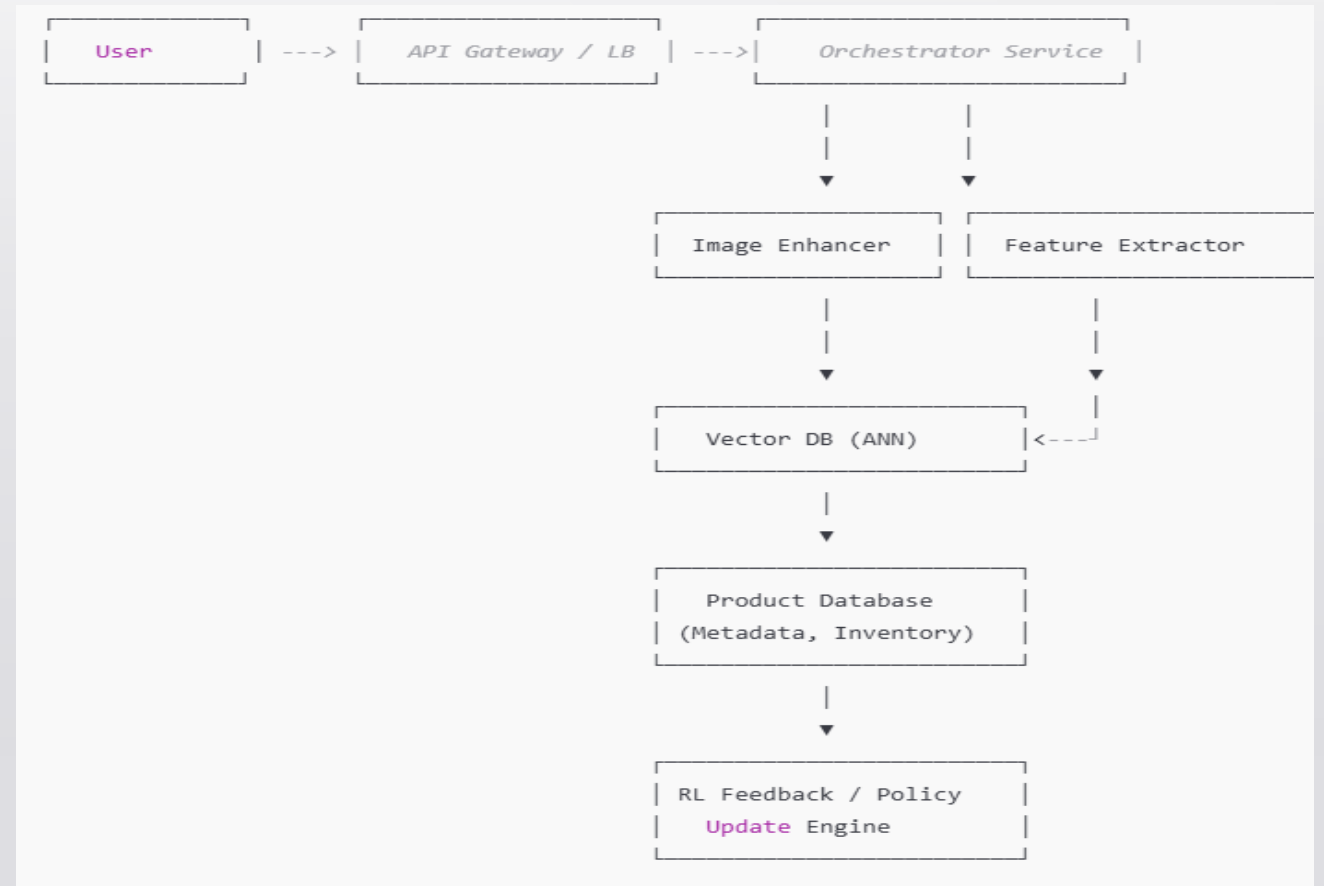 User
API Gateway / LB
Orchestrator Service
Image Enhancer
Feature Extractor
Vector DB (ANN)
Product Database
(Metadata, Inventory)
RL Feedback / Policy
Update Engine